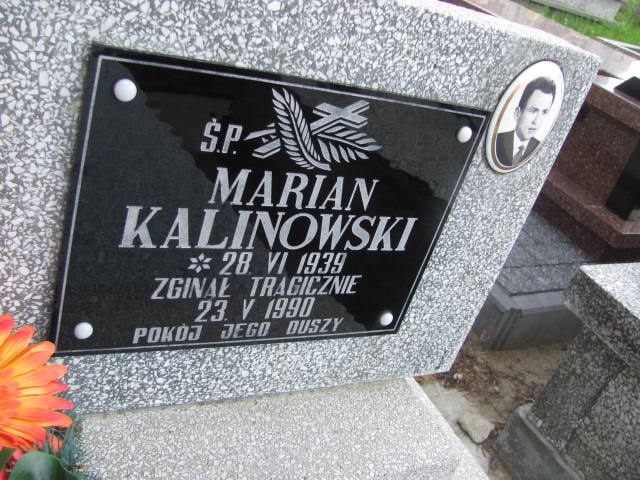 Ś.P.
MARIAN
KALINOWSKI
* 28 VI 1939
ZGINĄŁ TRAGICZNIE
23 V 1990
POKÓJ JEGO DUSZY